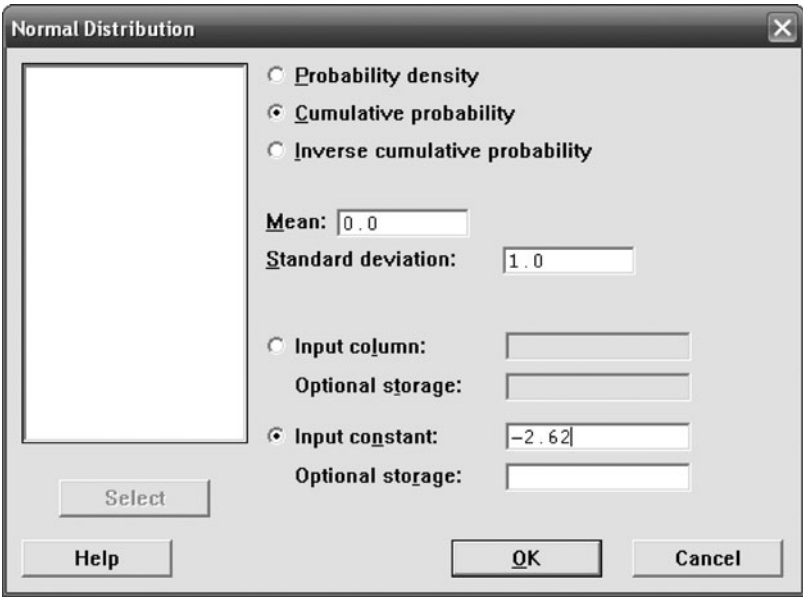 Normal Distribution
Probability density
Cumulative probability
Inverse cumulative probability
Mean: 0.0
Standard deviation: 1.0
Input column:
Optional storage:
Input constant: -2.62
Optional storage:
Select
Help OK Cancel